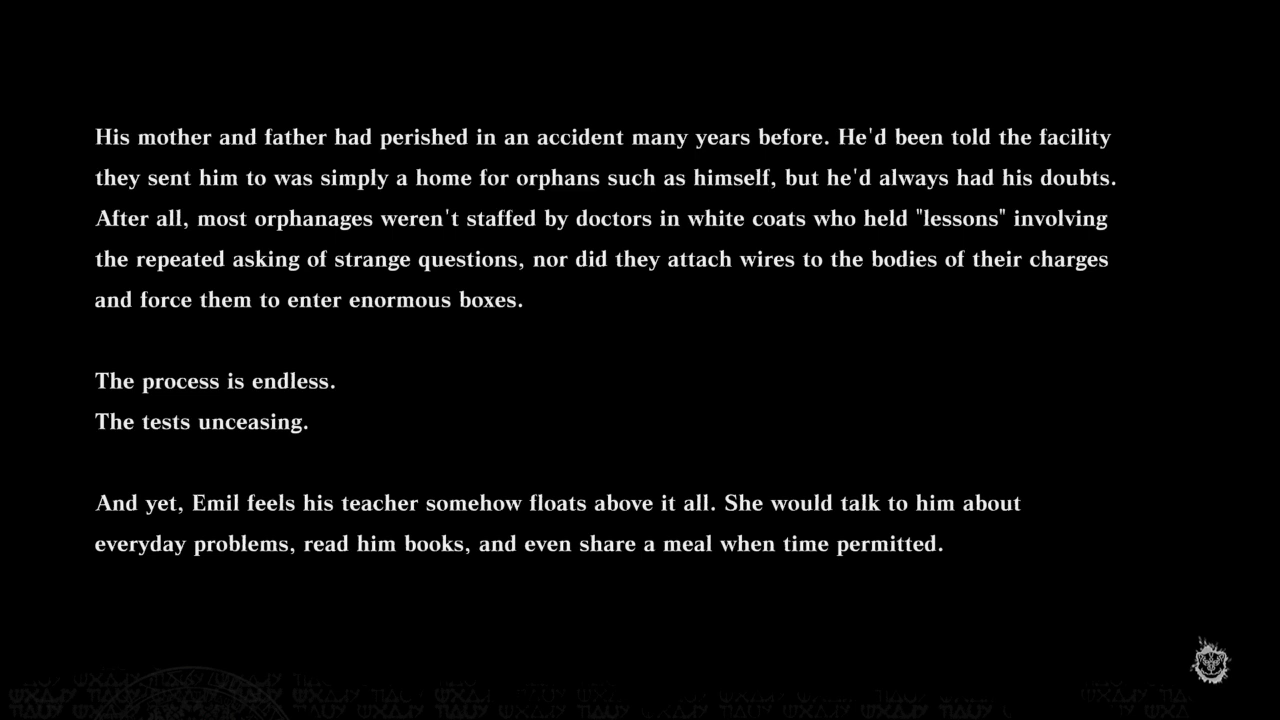 His mother and father had perished in an accident many years before. He'd been told the facility
they sent him to was simply a home for orphans such as himself, but he'd always had his doubts.
After all, most orphanages weren't staffed by doctors in white coats who held "lessons" involving
the repeated asking of strange questions, nor did they attach wires to the bodies of their charges
and force them to enter enormous boxes.
The process is endless.
The tests unceasing.
And yet, Emil feels his teacher somehow floats above it all. She would talk to him about
everyday problems, read him books, and even share a meal when time permitted.